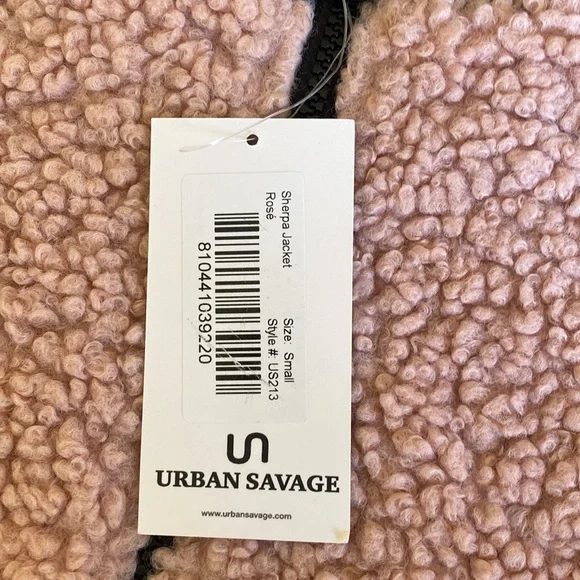 Sherpa Jacket
Rosé
Size: Small
Style #: US213
810441039220
URBAN SAVAGE
www.urbansavage.com